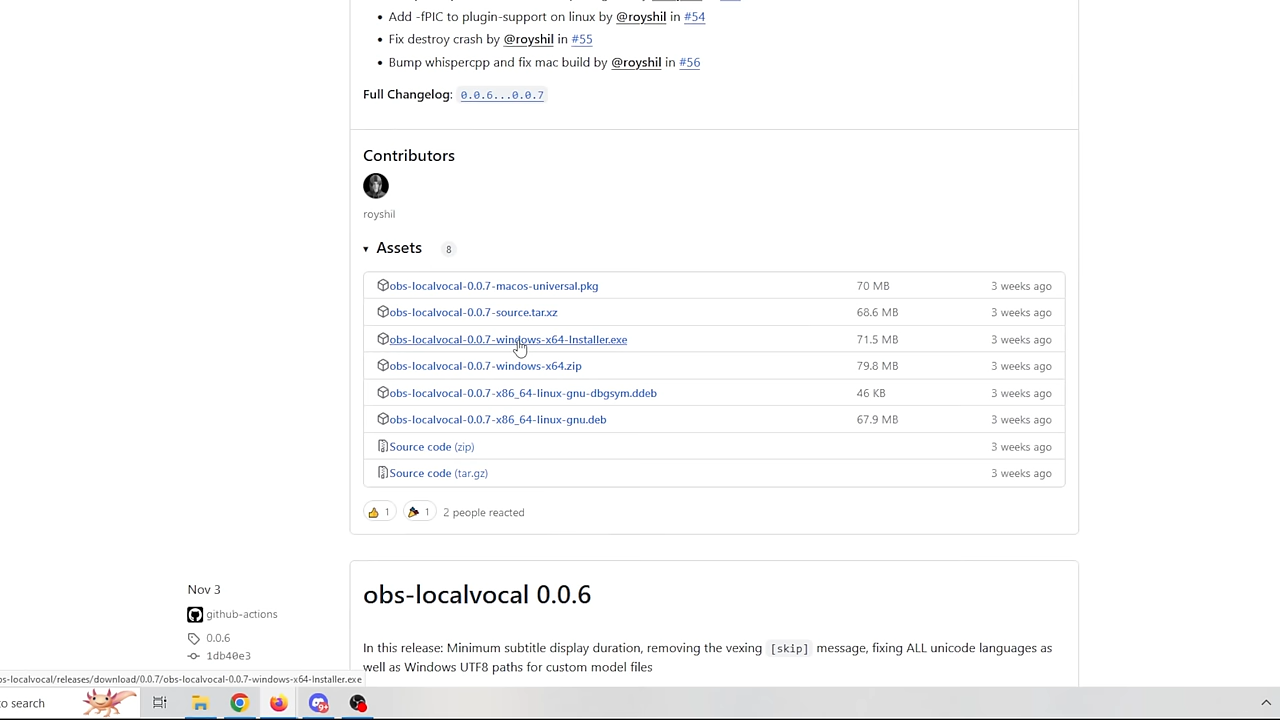 • Add -fPIC to plugin-support on linux by @royshil in #54
• Fix destroy crash by @royshil in #55
• Bump whispercpp and fix mac build by @royshil in #56
Full Changelog: 0.0.6...0.0.7
Contributors
royshil
Assets 8
obs-localvocal-0.0.7-macos-universal.pkg 70 MB 3 weeks ago
obs-localvocal-0.0.7-source.tar.xz 68.6 MB 3 weeks ago
obs-localvocal-0.0.7-windows-x64-Installer.exe 71.5 MB 3 weeks ago
obs-localvocal-0.0.7-windows-x64.zip 79.8 MB 3 weeks ago
obs-localvocal-0.0.7-x86_64-linux-gnu-dbgsym.ddeb 46 KB 3 weeks ago
obs-localvocal-0.0.7-x86_64-linux-gnu.deb 67.9 MB 3 weeks ago
Source code (zip) 3 weeks ago
Source code (tar.gz) 3 weeks ago
1 1 2 people reacted
Nov 3
github-actions
0.0.6
1db40e3
obs-localvocal 0.0.6
In this release: Minimum subtitle display duration, removing the vexing [skip] message, fixing ALL unicode languages as
well as Windows UTF8 paths for custom model files
bs-localvocal/releases/download/0.0.7/obs-localvocal-0.0.7-windows-x64-Installer.exe
to search